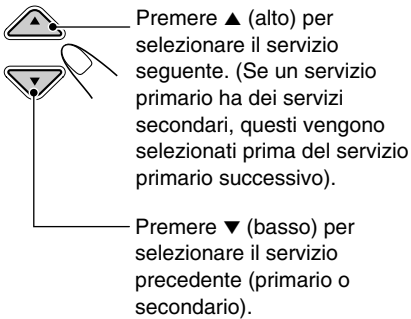 Premere ▲ (alto) per
selezionare il servizio
seguente. (Se un servizio
primario ha dei servizi
secondari, questi vengono
selezionati prima del servizio
primario successivo).
Premere ▼ (basso) per
selezionare il servizio
precedente (primario o
secondario).